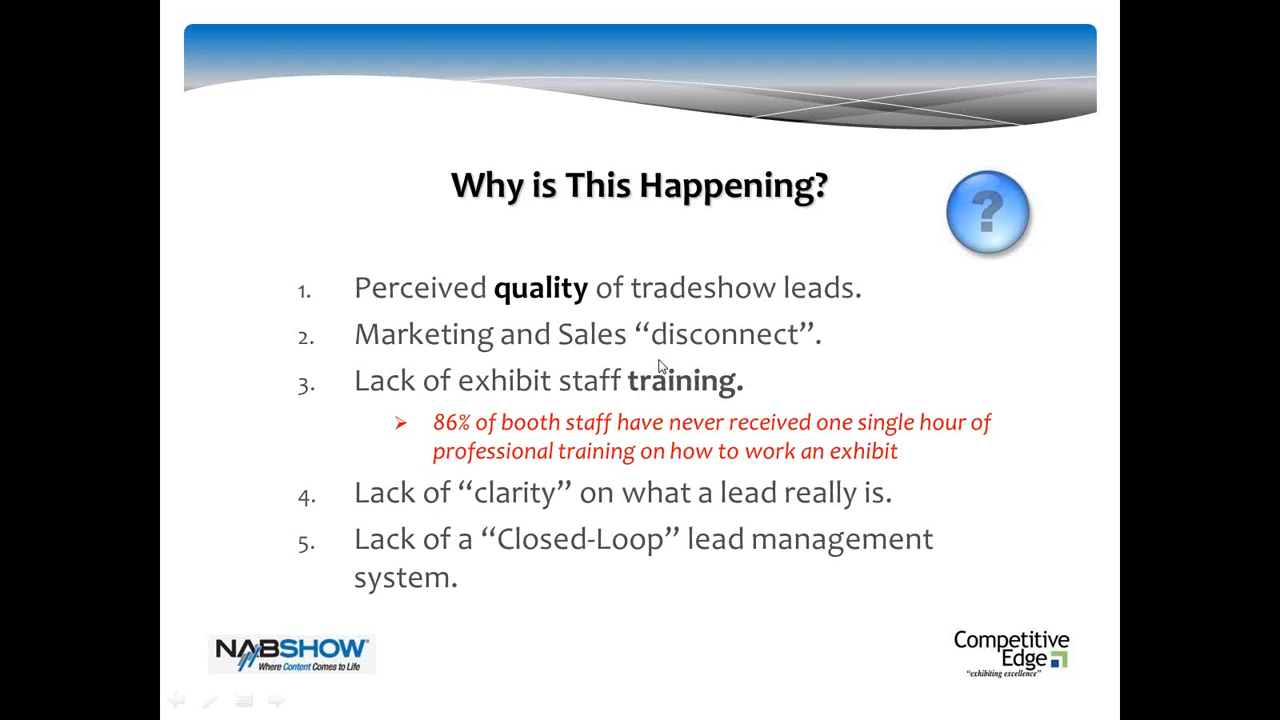 Why is This Happening?
?
1. Perceived quality of tradeshow leads.
2. Marketing and Sales “disconnect”.
3. Lack of exhibit staff training.
86% of booth staff have never received one single hour of
professional training on how to work an exhibit
4. Lack of “clarity” on what a lead really is.
5. Lack of a “Closed-Loop” lead management
system.
NABSHOW®
Where Content Comes to Life
Competitive
Edge
“exhibiting excellence”